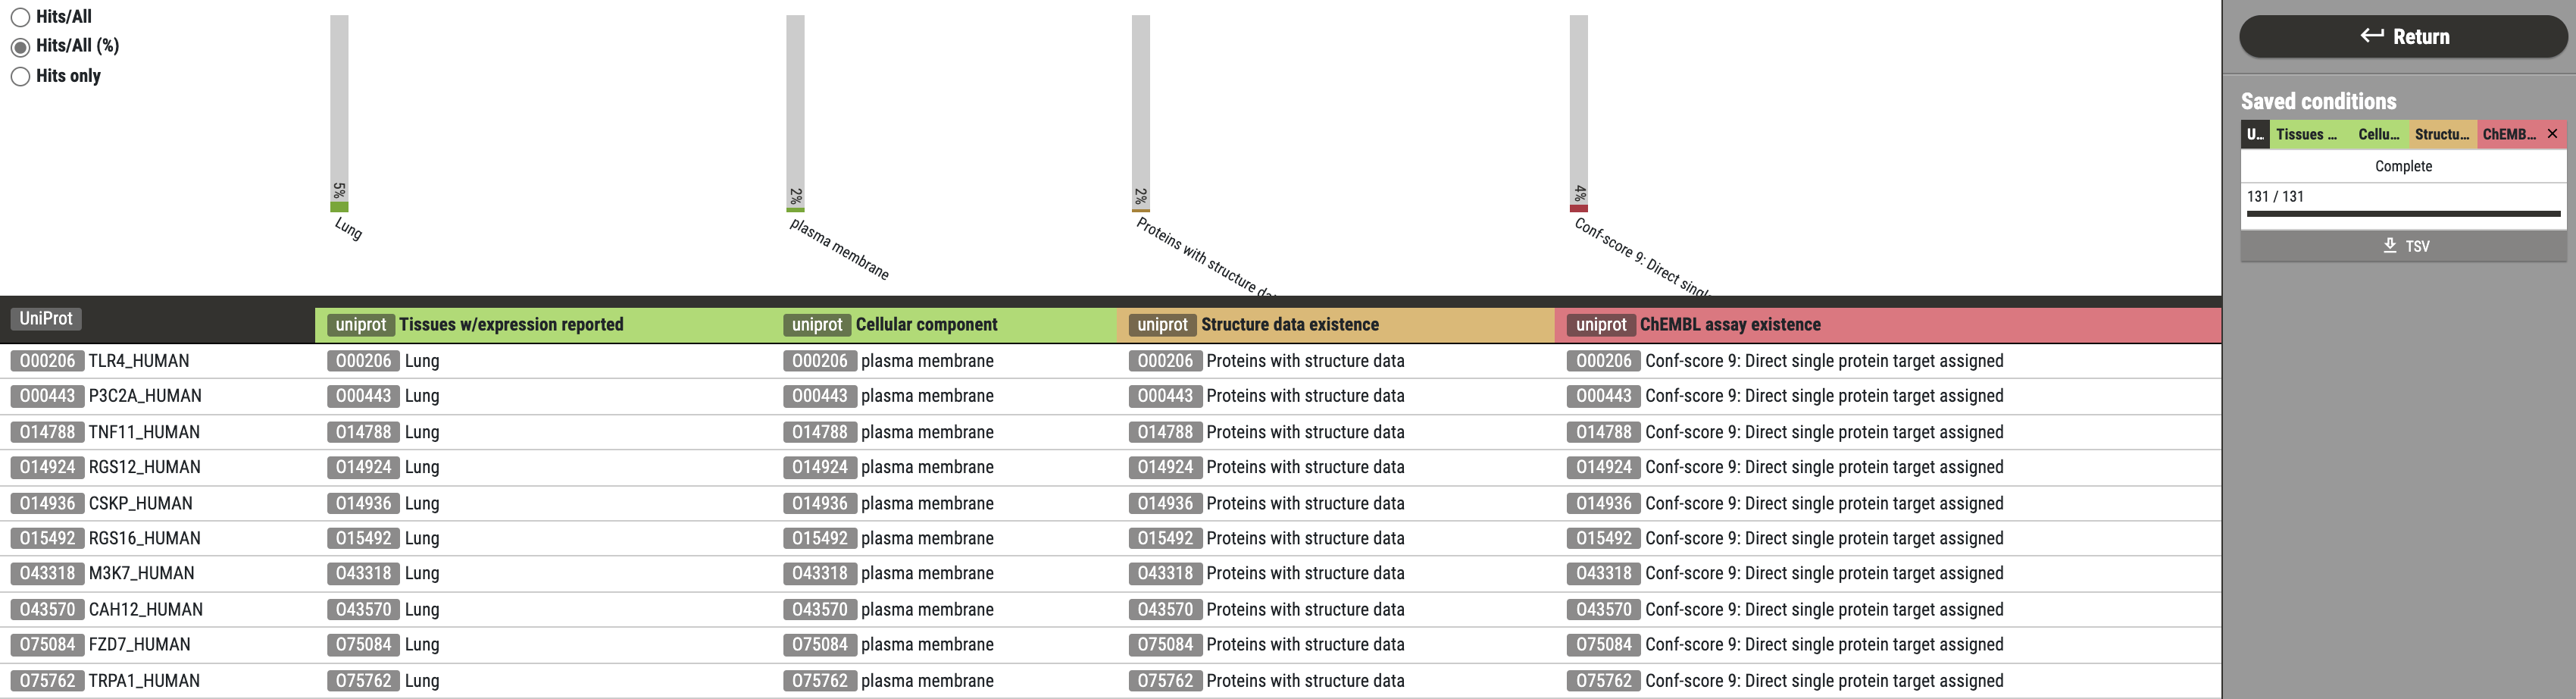 Hits/All
Hits/All (%)
Hits only
5%
2%
2%
4%
Lung
plasma membrane
Proteins with structure da…
Conf-score 9: Direct singl
Return
Saved conditions
U… Tissues … Cellu… Structu… ChEMB… ×
Complete
131 / 131
TSV
UniProt uniprot Tissues w/expression reported uniprot Cellular component uniprot Structure data existence uniprot ChEMBL assay existence
O00206 TLR4_HUMAN O00206 Lung O00206 plasma membrane O00206 Proteins with structure data O00206 Conf-score 9: Direct single protein target assigned
O00443 P3C2A_HUMAN O00443 Lung O00443 plasma membrane O00443 Proteins with structure data O00443 Conf-score 9: Direct single protein target assigned
O14788 TNF11_HUMAN O14788 Lung O14788 plasma membrane O14788 Proteins with structure data O14788 Conf-score 9: Direct single protein target assigned
O14924 RGS12_HUMAN O14924 Lung O14924 plasma membrane O14924 Proteins with structure data O14924 Conf-score 9: Direct single protein target assigned
O14936 CSKP_HUMAN O14936 Lung O14936 plasma membrane O14936 Proteins with structure data O14936 Conf-score 9: Direct single protein target assigned
O15492 RGS16_HUMAN O15492 Lung O15492 plasma membrane O15492 Proteins with structure data O15492 Conf-score 9: Direct single protein target assigned
O43318 M3K7_HUMAN O43318 Lung O43318 plasma membrane O43318 Proteins with structure data O43318 Conf-score 9: Direct single protein target assigned
O43570 CAH12_HUMAN O43570 Lung O43570 plasma membrane O43570 Proteins with structure data O43570 Conf-score 9: Direct single protein target assigned
O75084 FZD7_HUMAN O75084 Lung O75084 plasma membrane O75084 Proteins with structure data O75084 Conf-score 9: Direct single protein target assigned
O75762 TRPA1_HUMAN O75762 Lung O75762 plasma membrane O75762 Proteins with structure data O75762 Conf-score 9: Direct single protein target assigned